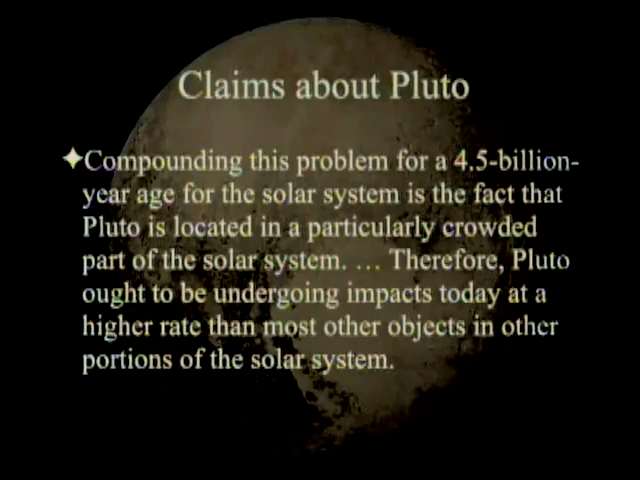 Claims about Pluto
✦Compounding this problem for a 4.5-billion-
year age for the solar system is the fact that
Pluto is located in a particularly crowded
part of the solar system. … Therefore, Pluto
ought to be undergoing impacts today at a
higher rate than most other objects in other
portions of the solar system.